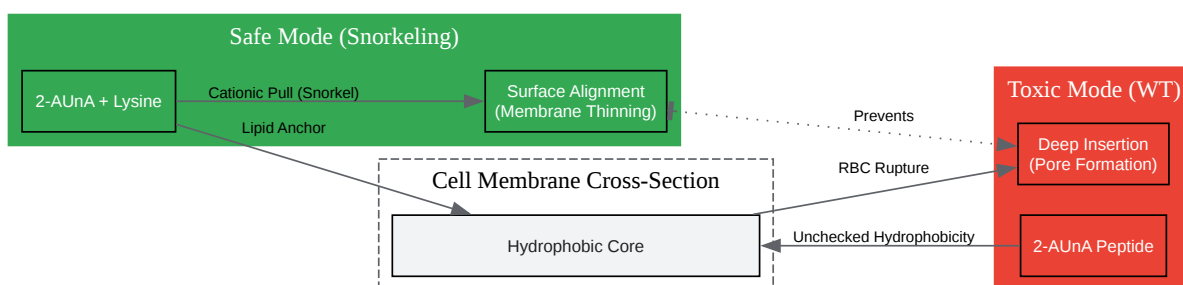 Safe Mode (Snorkeling)
2-AUnA + Lysine
Cationic Pull (Snorkel)
Surface Alignment
(Membrane Thinning)
Lipid Anchor
Toxic Mode (WT)
Prevents
Deep Insertion
(Pore Formation)
RBC Rupture
Cell Membrane Cross-Section
Hydrophobic Core
Unchecked Hydrophobicity
2-AUnA Peptide